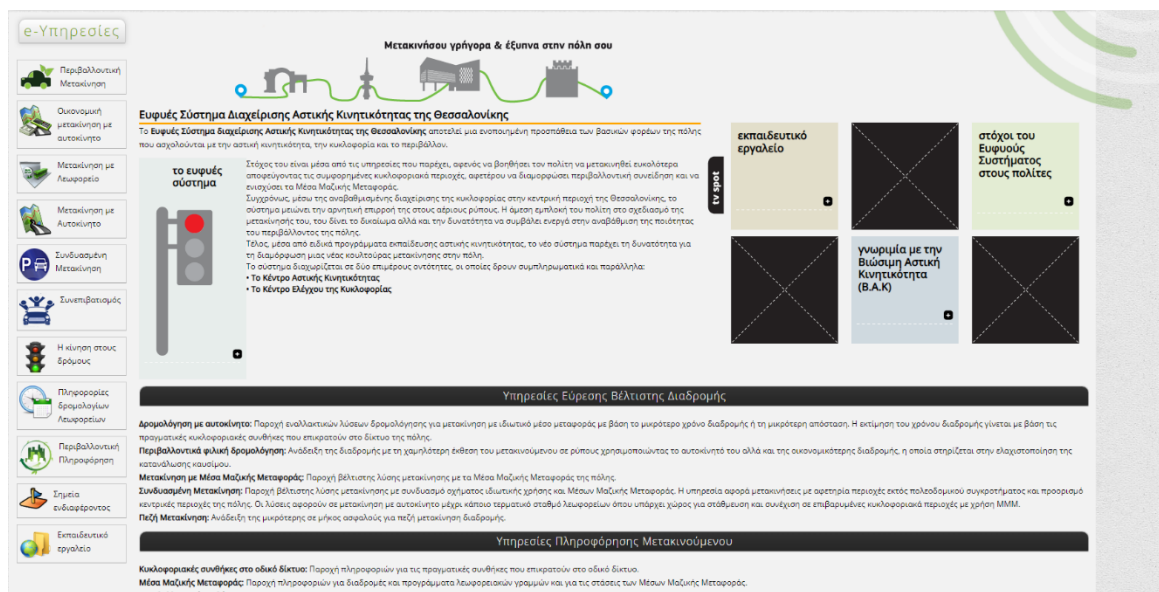 e-Υπηρεσίες
Περιβαλλοντική
Μετακίνηση
Οικονομική
μετακίνηση με
αυτοκίνητο
Μετακίνηση με
Λεωφορείο
Μετακίνηση με
Αυτοκίνητο
Συνδυασμένη
Μετακίνηση
Συνεπιβατισμός
Η κίνηση στους
δρόμους
Πληροφορίες
δρομολογίων
Λεωφορείων
Περιβαλλοντική
Πληροφόρηση
Σημεία
ενδιαφέροντος
Εκπαιδευτικό
εργαλείο
Μετακινήσου γρήγορα & έξυπνα στην πόλη σου
Ευφυές Σύστημα Διαχείρισης Αστικής Κινητικότητας της Θεσσαλονίκης
Το Ευφυές Σύστημα διαχείρισης Αστικής Κινητικότητας της Θεσσαλονίκης αποτελεί μια ενοποιημένη προσπάθεια των βασικών φορέων της πόλης
που ασχολούνται με την αστική κινητικότητα, την κυκλοφορία και το περιβάλλον.
το ευφυές
σύστημα
Στόχος του είναι μέσα από τις υπηρεσίες που παρέχει, αφενός να βοηθήσει τον πολίτη να μετακινηθεί ευκολότερα
αποφεύγοντας τις συμφορημένες κυκλοφοριακά περιοχές, αφετέρου να διαμορφώσει περιβαλλοντική συνείδηση και να
ενισχύσει τα Μέσα Μαζικής Μεταφοράς.
Συγχρόνως, μέσω της αναβαθμισμένης διαχείρισης της κυκλοφορίας στην κεντρική περιοχή της Θεσσαλονίκης, το
σύστημα μειώνει την αρνητική επιρροή της στους αέριους ρύπους. Η άμεση εμπλοκή του πολίτη στο σχεδιασμό της
μετακίνησής του, του δίνει το δικαίωμα αλλά και την δυνατότητα να συμβάλει ενεργά στην αναβάθμιση της ποιότητας
του περιβάλλοντος της πόλης.
Τέλος, μέσα από ειδικά προγράμματα εκπαίδευσης αστικής κινητικότητας, το νέο σύστημα παρέχει τη δυνατότητα για
τη διαμόρφωση μιας νέας κουλτούρας μετακίνησης στην πόλη.
Το σύστημα διαχωρίζεται σε δύο επιμέρους οντότητες, οι οποίες δρουν συμπληρωματικά και παράλληλα:
• Το Κέντρο Αστικής Κινητικότητας
• Το Κέντρο Ελέγχου της Κυκλοφορίας
tv spot
εκπαιδευτικό
εργαλείο
στόχοι του
Ευφυούς
Συστήματος
στους πολίτες
γνωριμία με την
Βιώσιμη Αστική
Κινητικότητα
(Β.Α.Κ)
Υπηρεσίες Εύρεσης Βέλτιστης Διαδρομής
Δρομολόγηση με αυτοκίνητο: Παροχή εναλλακτικών λύσεων δρομολόγησης για μετακίνηση με ιδιωτικό μέσο μεταφοράς με βάση το μικρότερο χρόνο διαδρομής ή τη μικρότερη απόσταση. Η εκτίμηση του χρόνου διαδρομής γίνεται με βάση τις
πραγματικές κυκλοφοριακές συνθήκες που επικρατούν στο δίκτυο της πόλης.
Περιβαλλοντικά φιλική δρομολόγηση: Ανάδειξη της διαδρομής με τη χαμηλότερη έκθεση του μετακινούμενου σε ρύπους χρησιμοποιώντας το αυτοκίνητό του αλλά και της οικονομικότερης διαδρομής, η οποία στηρίζεται στην ελαχιστοποίηση της
κατανάλωσης καυσίμου.
Μετακίνηση με Μέσα Μαζικής Μεταφοράς: Παροχή βέλτιστης λύσης μετακίνησης με τα Μέσα Μαζικής Μεταφοράς της πόλης.
Συνδυασμένη Μετακίνηση: Παροχή βέλτιστης λύσης μετακίνησης με συνδυασμό οχήματος ιδιωτικής χρήσης και Μέσων Μαζικής Μεταφοράς. Η υπηρεσία αφορά μετακινήσεις με αφετηρία περιοχές εκτός πολεοδομικού συγκροτήματος και προορισμό
κεντρικές περιοχές της πόλης. Οι λύσεις αφορούν σε μετακίνηση με αυτοκίνητο μέχρι κάποιο τερματικό σταθμό λεωφορείων όπου υπάρχει χώρος για στάθμευση και συνέχιση σε επιβαρυμένες κυκλοφοριακά περιοχές με χρήση ΜΜΜ.
Πεζή Μετακίνηση: Ανάδειξη της μικρότερης σε μήκος ασφαλούς για πεζή μετακίνηση διαδρομής.
Υπηρεσίες Πληροφόρησης Μετακινούμενου
Κυκλοφοριακές συνθήκες στο οδικό δίκτυο: Παροχή πληροφοριών για τις πραγματικές συνθήκες που επικρατούν στο οδικό δίκτυο.
Μέσα Μαζικής Μεταφοράς: Παροχή πληροφοριών για διαδρομές και προγράμματα λεωφορειακών γραμμών και για τις στάσεις των Μέσων Μαζικής Μεταφοράς.